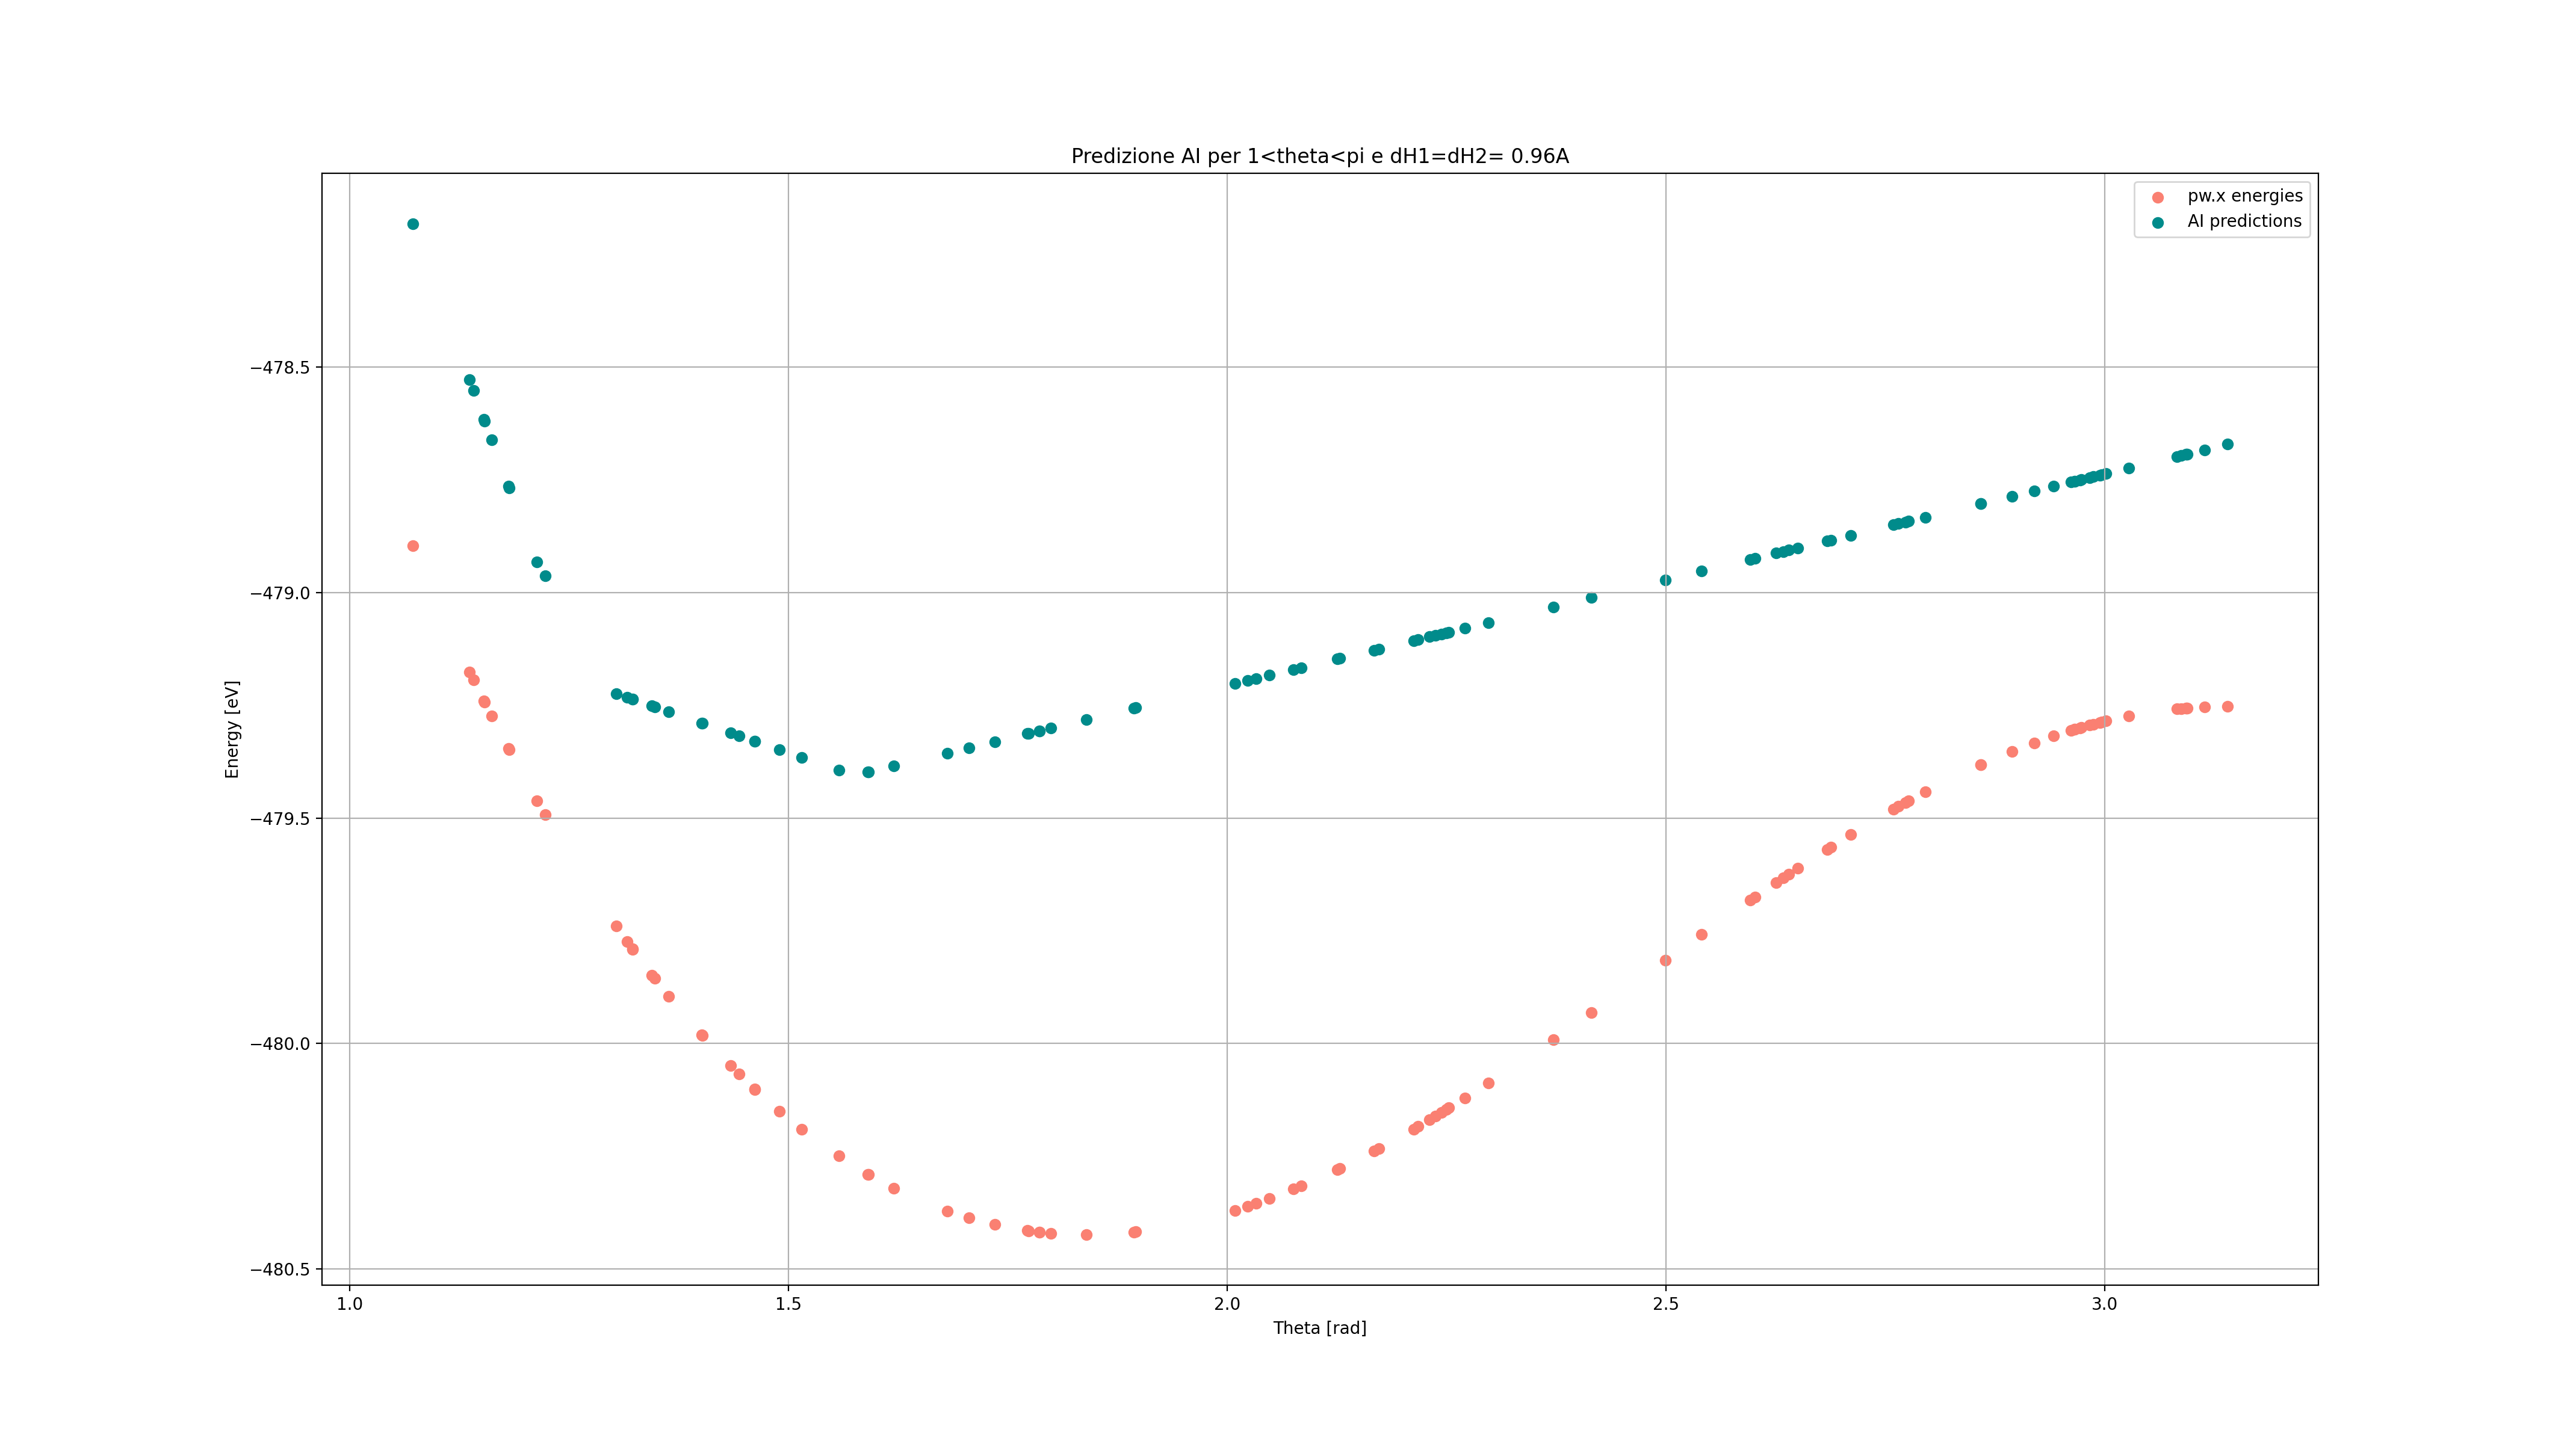 Predizione AI per 1<theta<pi e dH1=dH2= 0.96A
pw.x energies
AI predictions
−478.5
−479.0
−479.5
−480.0
−480.5
Energy [eV]
1.0
1.5
2.0
2.5
3.0
Theta [rad]